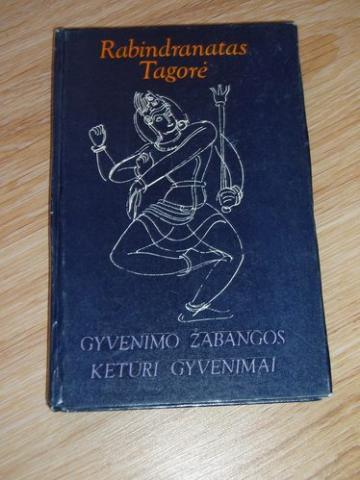 Rabindranatas
Tagorė
GYVENIMO ŽABANGOS
KETURI GYVENIMAI